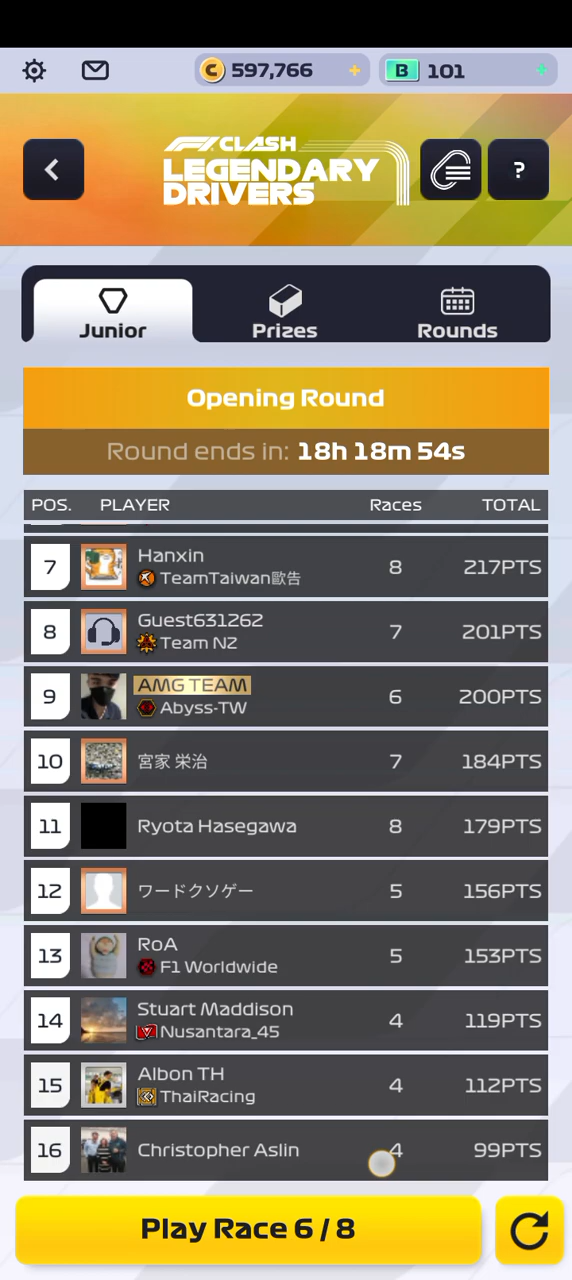 597,766
B 101
F1 CLASH
LEGENDARY
DRIVERS
?
Junior
Prizes
Rounds
Opening Round
Round ends in: 18h 18m 54s
POS. PLAYER Races TOTAL
7 Hanxin 8 217PTS
TeamTaiwan歐告
8 Guest631262 7 201PTS
Team NZ
9 AMG TEAM 6 200PTS
Abyss-TW
10 宮家 栄治 7 184PTS
11 Ryota Hasegawa 8 179PTS
12 ワードクソゲー 5 156PTS
13 RoA 5 153PTS
F1 Worldwide
14 Stuart Maddison 4 119PTS
Nusantara_45
15 Albon TH 4 112PTS
ThaiRacing
16 Christopher Aslin 4 99PTS
Play Race 6 / 8